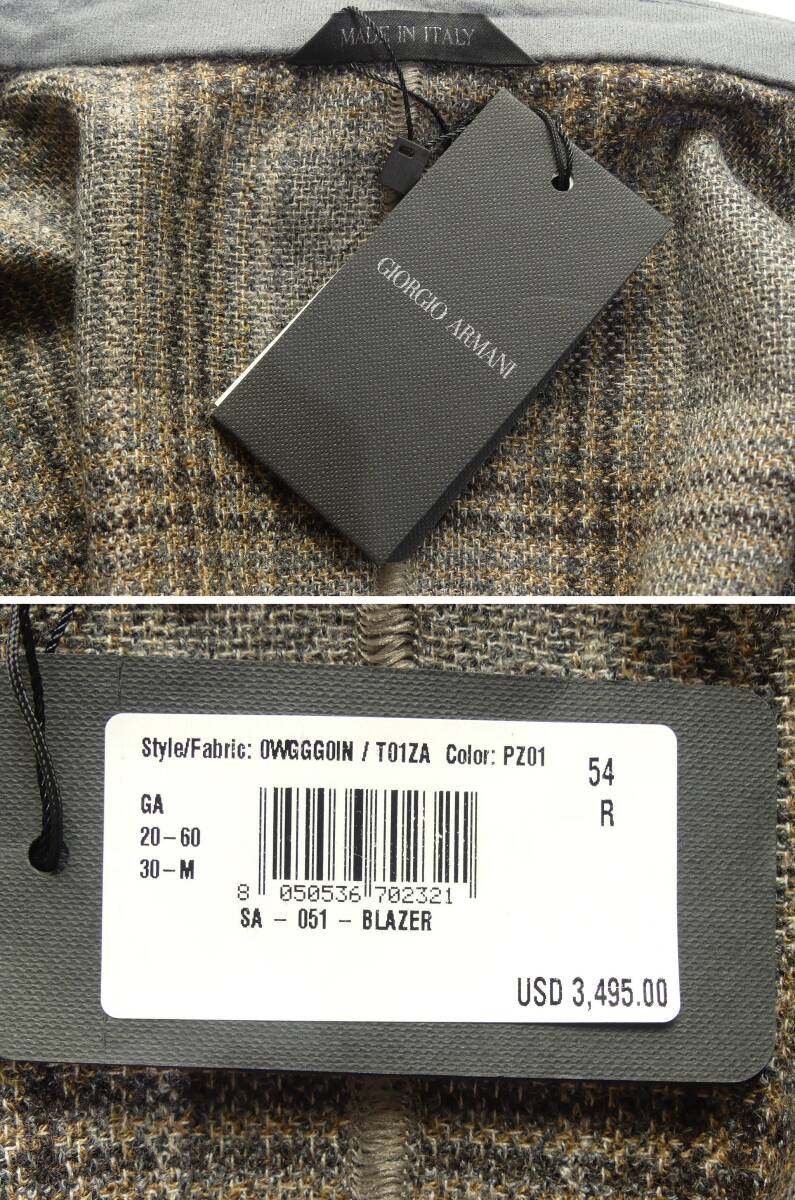 MADE IN ITALY
GIORGIO ARMANI
Style/Fabric: 0WGGG0IN / T01ZA Color: PZ01
54
R
GA
20-60
30-M
8 050536 702321
SA - 051 - BLAZER
USD 3,495.00